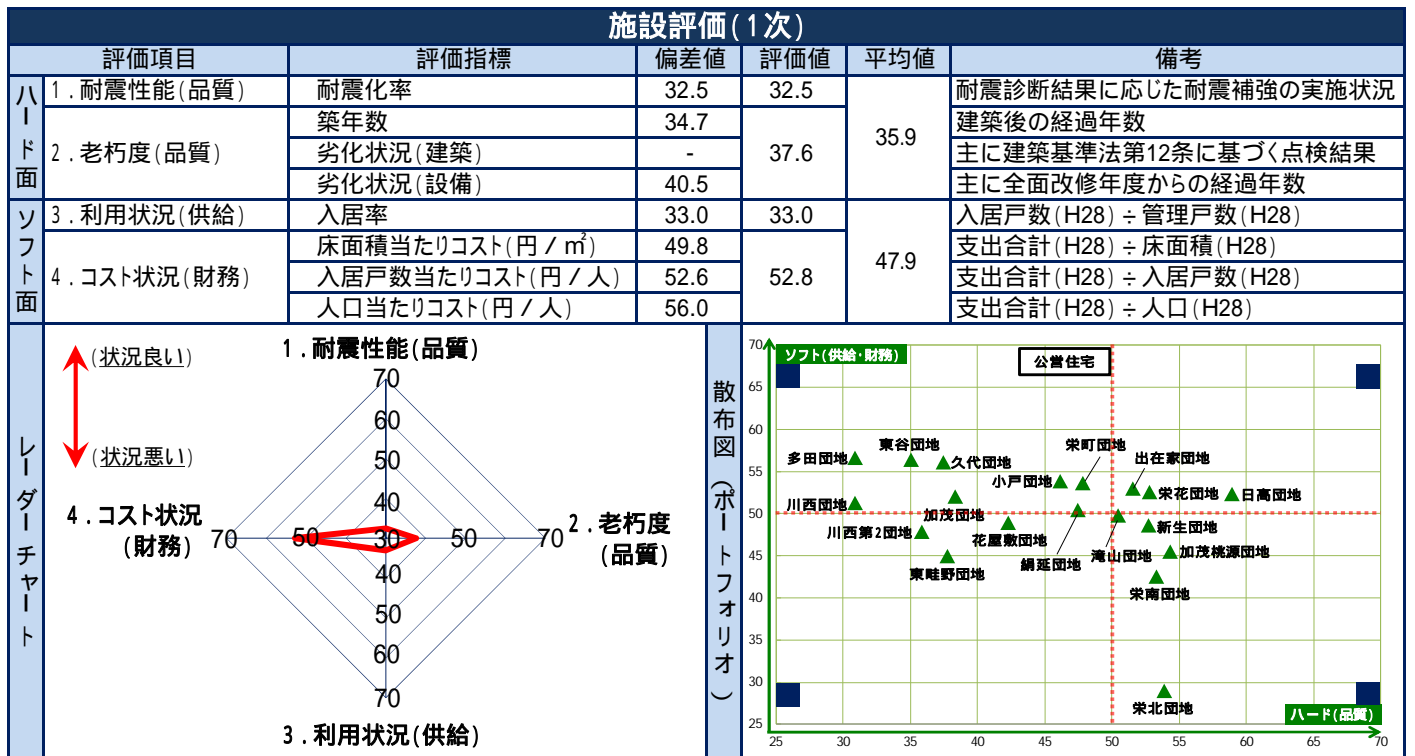 施設評価(1次)
評価項目 評価指標 偏差値 評価値 平均値 備考
ハード面
1.耐震性能(品質) 耐震化率 32.5 32.5 耐震診断結果に応じた耐震補強の実施状況
2.老朽度(品質) 築年数 34.7 37.6 35.9 建築後の経過年数
劣化状況(建築) - 主に建築基準法第12条に基づく点検結果
劣化状況(設備) 40.5 主に全面改修年度からの経過年数
ソフト面
3.利用状況(供給) 入居率 33.0 33.0 入居戸数(H28)÷管理戸数(H28)
4.コスト状況(財務) 床面積当たりコスト(円/㎡) 49.8 52.8 47.9 支出合計(H28)÷床面積(H28)
入居戸数当たりコスト(円/人) 52.6 支出合計(H28)÷入居戸数(H28)
人口当たりコスト(円/人) 56.0 支出合計(H28)÷人口(H28)
レーダーチャート
(状況良い)
(状況悪い)
1.耐震性能(品質)
70
60
50
40
30
50
70
2.老朽度
(品質)
4.コスト状況
(財務)
70
50
40
50
60
70
3.利用状況(供給)
散布図(ポートフォリオ)
ソフト(供給・財務)
公営住宅
70
65
60
55
50
45
40
35
30
25
多田団地
東谷団地
久代団地
小戸団地
栄町団地
出在家団地
栄花団地
日高団地
川西団地
加茂団地
川西第2団地
花屋敷団地
絹延団地
滝山団地
新生団地
加茂桃源団地
東畦野団地
栄南団地
栄北団地
ハード(品質)
25 30 35 40 45 50 55 60 65 70